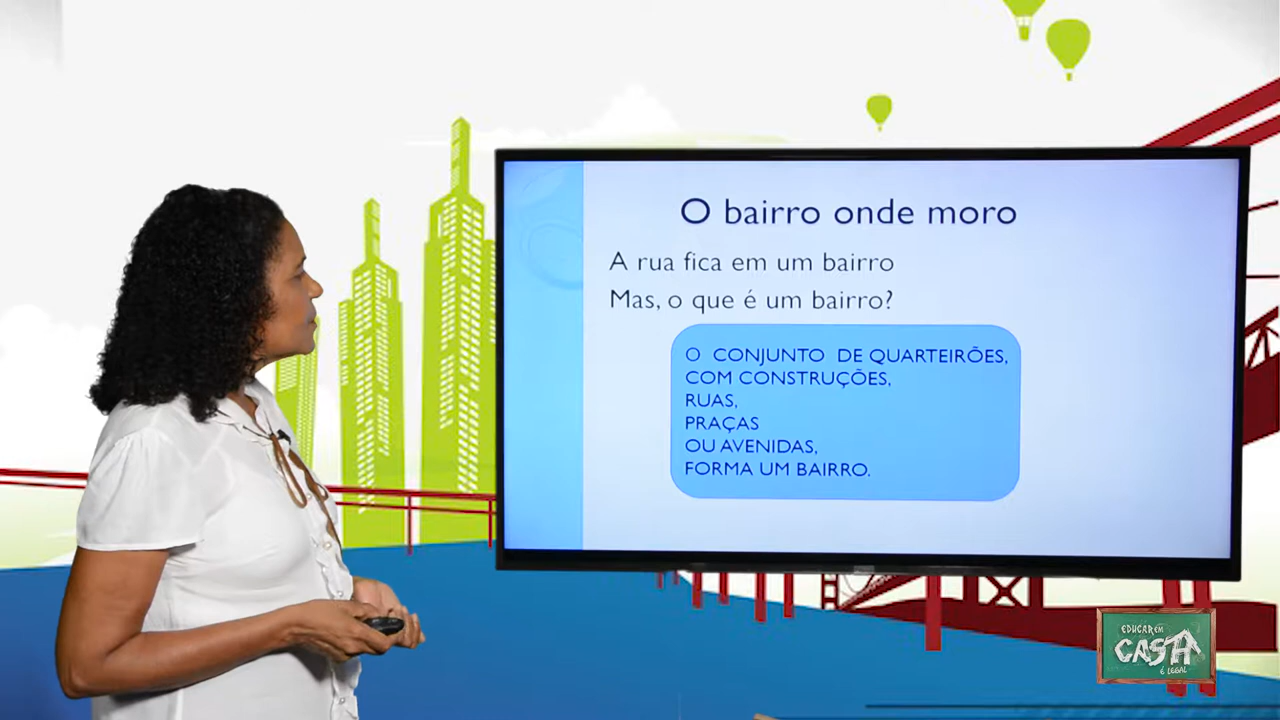 O bairro onde moro
A rua fica em um bairro
Mas, o que é um bairro?
O CONJUNTO DE QUARTEIRÕES,
COM CONSTRUÇÕES,
RUAS,
PRAÇAS
OU AVENIDAS,
FORMA UM BAIRRO.
EDUCAR EM
CASA
É LEGAL